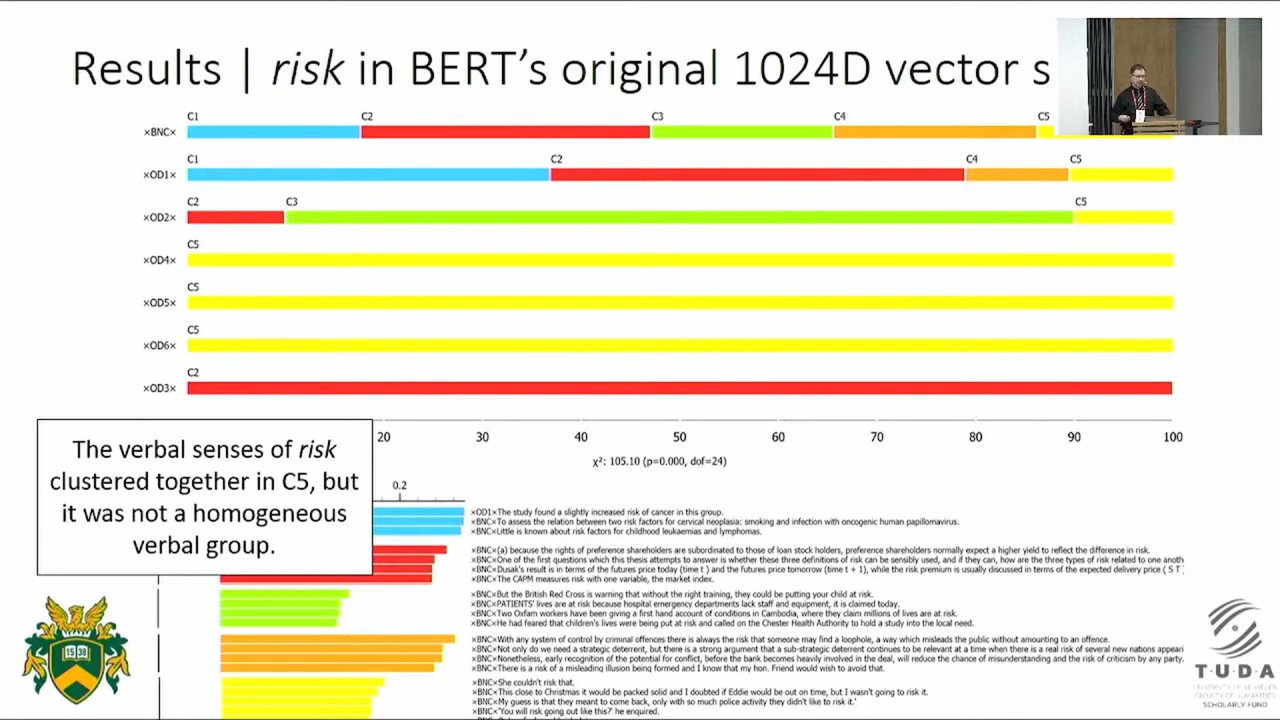 Results | risk in BERT's original 1024D vector s
C1 C2 C3 C4 C5
×BNC×
C1 C2 C4 C5
×OD1×
C2 C3 C5
×OD2×
C5
×OD4×
C5
×OD5×
C5
×OD6×
C2
×OD3×
20 30 40 50 60 70 80 90 100
χ²: 105.10 (p=0.000, dof=24)
The verbal senses of risk
clustered together in C5, but
it was not a homogeneous
verbal group.
0.2
×OD1×The study found a slightly increased risk of cancer in this group.
×BNC×To assess the relation between two risk factors for cervical neoplasia: smoking and infection with oncogenic human papillomavirus.
×BNC×Little is known about risk factors for childhood leukaemias and lymphomas.
×BNC×(a) because the rights of preference shareholders are subordinated to those of loan stock holders, preference shareholders normally expect a higher yield to reflect the difference in risk.
×BNC×One of the first questions which this thesis attempts to answer is whether these three definitions of risk can be sensibly used, and if they can, how are the three types of risk related to one anoth
×BNC×Dusak's result is in terms of the futures price today (time t ) and the futures price tomorrow (time t + 1), while the risk premium is usually discussed in terms of the expected delivery price ( S T
×BNC×The CAPM measures risk with one variable, the market index.
×BNC×But the British Red Cross is warning that without the right training, they could be putting your child at risk.
×BNC×PATIENTS' lives are at risk because hospital emergency departments lack staff and equipment, it is claimed today.
×BNC×Two Oxfam workers have been giving a first hand account of conditions in Cambodia, where they claim millions of lives are at risk.
×BNC×He had feared that children's lives were being put at risk and called on the Chester Health Authority to hold a study into the local need.
×BNC×With any system of control by criminal offences there is always the risk that someone may find a loophole, a way which misleads the public without amounting to an offence.
×BNC×Not only do we need a strategic deterrent, but there is a strong argument that a sub-strategic deterrent continues to be relevant at a time when there is a real risk of several new nations appeari
×BNC×Nonetheless, early recognition of the potential for conflict, before the bank becomes heavily involved in the deal, will reduce the chance of misunderstanding and the risk of criticism by any party.
×BNC×There is a risk of a misleading illusion being formed and I know that my hon. Friend would wish to avoid that.
×BNC×She couldn't risk that.
×BNC×This close to Christmas it would be packed solid and I doubted if Eddie would be out on time, but I wasn't going to risk it.
×BNC×My guess is that they meant to come back, only with so much police activity they didn't like to risk it.'
×BNC×'You will risk going out like this?' he enquired.
15 38
T·U·D·A
UNIVERSITY OF DEBRECEN
FACULTY OF HUMANITIES
SCHOLARLY FUND